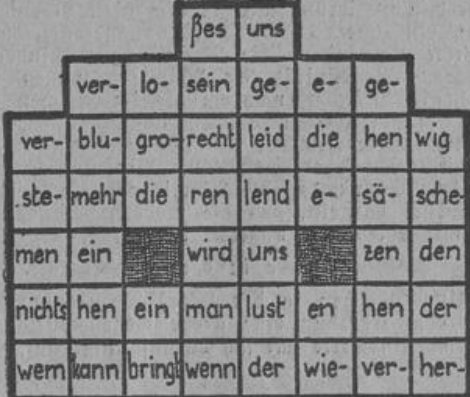 ßes uns
ver- lo- sein ge- e- ge-
ver- blu- gro- recht leid die hen wig
ste- mehr die ren lend e- sä- sche-
men ein wird uns zen den
nichts hen ein man lust en hen der
wem kann bringt wenn der wie- ver- her-